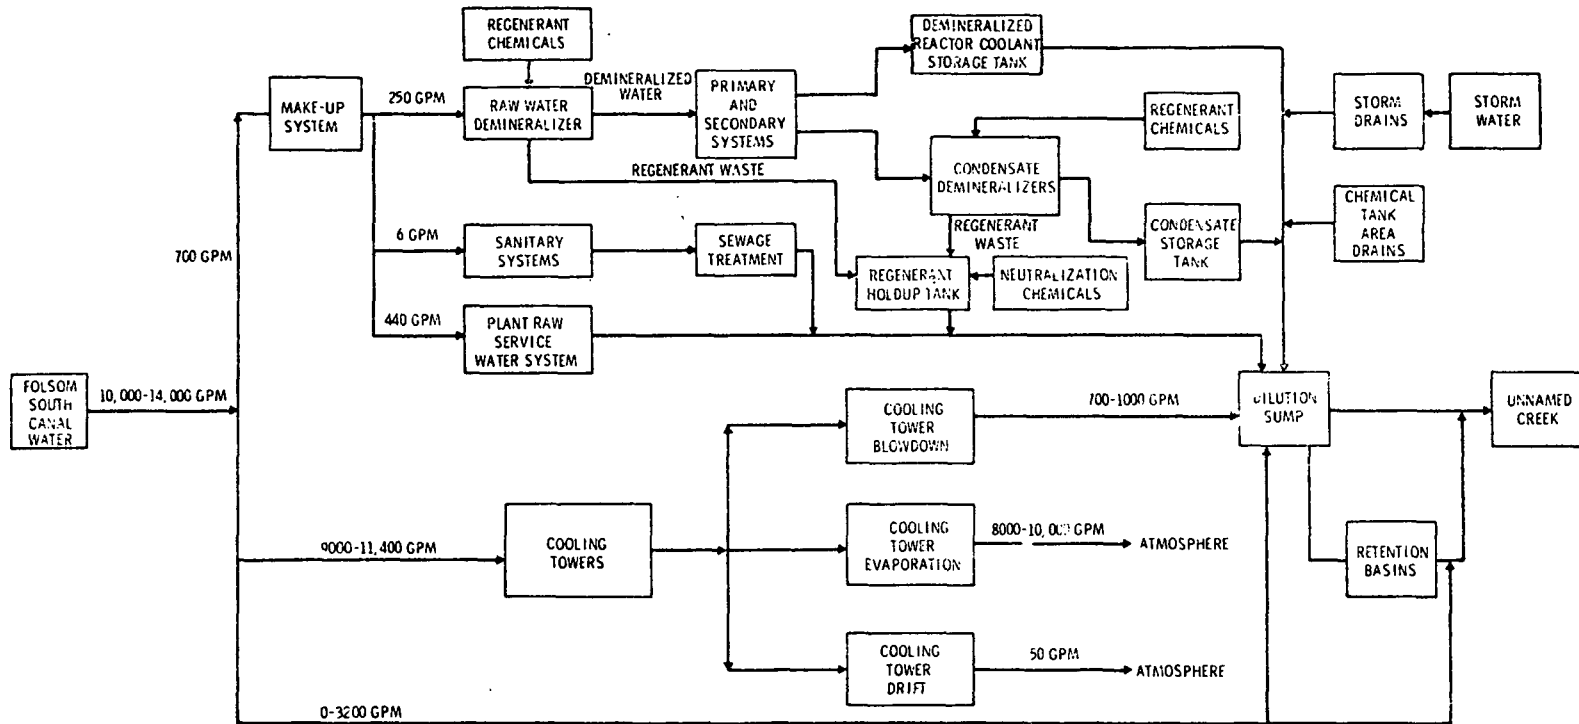 REGENERANT
CHEMICALS
DEMINERALIZED
REACTOR COOLANT
STORAGE TANK
MAKE-UP
SYSTEM
250 GPM
RAW WATER
DEMINERALIZER
DEMINERALIZED
WATER
PRIMARY
AND
SECONDARY
SYSTEMS
REGENERANT
CHEMICALS
STORM
DRAINS
STORM
WATER
REGENERANT WASTE
CONDENSATE
DEMINERALIZERS
CHEMICAL
TANK
AREA
DRAINS
700 GPM
6 GPM
SANITARY
SYSTEMS
SEWAGE
TREATMENT
REGENERANT
WASTE
CONDENSATE
STORAGE
TANK
REGENERANT
HOLDUP TANK
NEUTRALIZATION
CHEMICALS
440 GPM
PLANT RAW
SERVICE
WATER SYSTEM
FOLSOM
SOUTH
CANAL
WATER
10,000-14,000 GPM
COOLING
TOWER
BLOWDOWN
700-1000 GPM
DILUTION
SUMP
UNNAMED
CREEK
9000-11,400 GPM
COOLING
TOWERS
COOLING
TOWER
EVAPORATION
8000-10,000 GPM
ATMOSPHERE
RETENTION
BASINS
COOLING
TOWER
DRIFT
50 GPM
ATMOSPHERE
0-3200 GPM